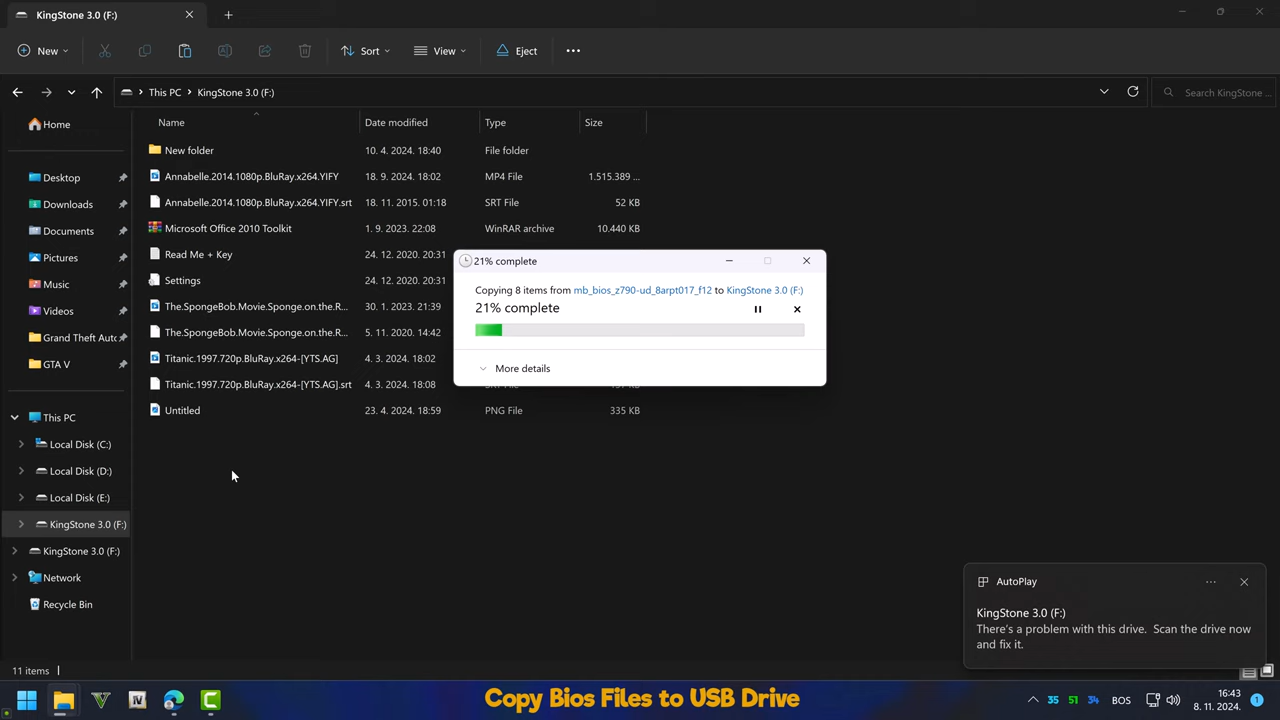 KingStone 3.0 (F:)
New
Sort
View
Eject
This PC
KingStone 3.0 (F:)
Search KingStone ...
Home
Desktop
Downloads
Documents
Pictures
Music
Videos
Grand Theft Aut
GTA V
This PC
Local Disk (C:)
Local Disk (D:)
Local Disk (E:)
KingStone 3.0 (F:)
KingStone 3.0 (F:)
Network
Recycle Bin
Name Date modified Type Size
New folder 10. 4. 2024. 18:40 File folder
Annabelle.2014.1080p.BluRay.x264.YIFY 18. 9. 2024. 18:02 MP4 File 1.515.389 ...
Annabelle.2014.1080p.BluRay.x264.YIFY.srt 18. 11. 2015. 01:18 SRT File 52 KB
Microsoft Office 2010 Toolkit 1. 9. 2023. 22:08 WinRAR archive 10.440 KB
Read Me + Key 24. 12. 2020. 20:31
Settings 24. 12. 2020. 20:31
The.SpongeBob.Movie.Sponge.on.the.R... 30. 1. 2023. 21:39
The.SpongeBob.Movie.Sponge.on.the.R... 5. 11. 2020. 14:42
Titanic.1997.720p.BluRay.x264-[YTS.AG] 4. 3. 2024. 18:02
Titanic.1997.720p.BluRay.x264-[YTS.AG].srt 4. 3. 2024. 18:08
Untitled 23. 4. 2024. 18:59 PNG File 335 KB
21% complete
Copying 8 items from mb_bios_z790-ud_8arpt017_f12 to KingStone 3.0 (F:)
21% complete
More details
AutoPlay
KingStone 3.0 (F:)
There's a problem with this drive. Scan the drive now
and fix it.
11 items
Copy Bios Files to USB Drive
35 51 34 BOS
16:43
8. 11. 2024.
1